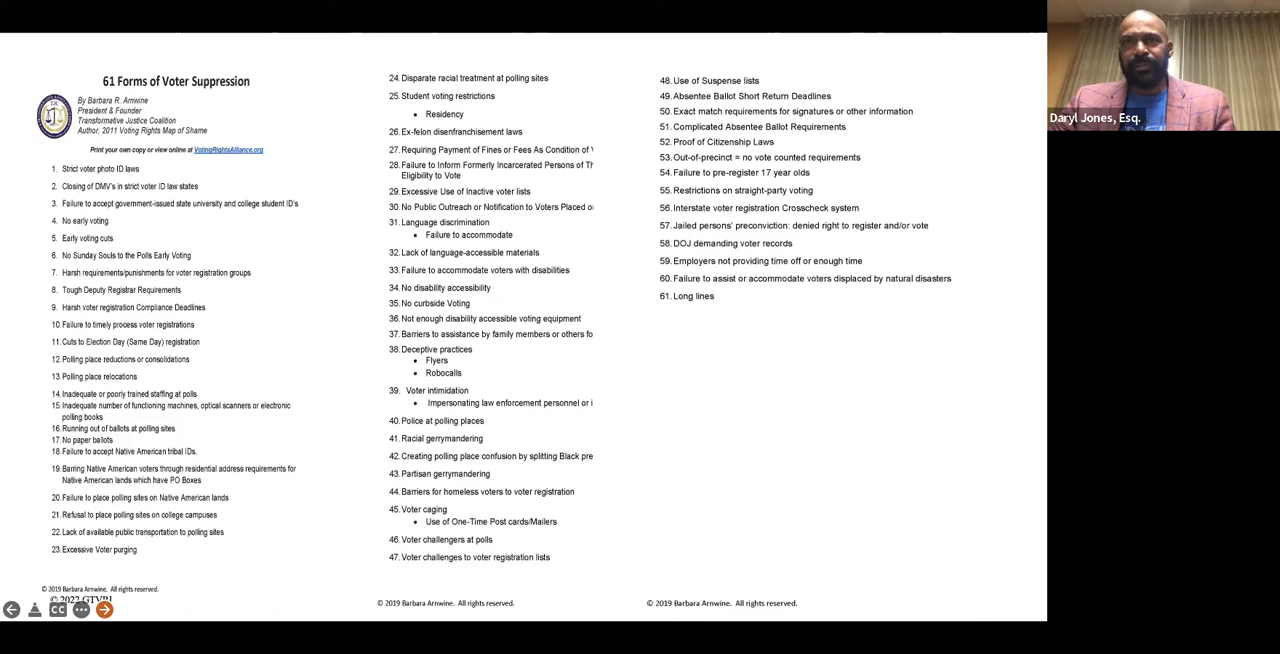 61 Forms of Voter Suppression
By Barbara R. Arnwine
President & Founder
Transformative Justice Coalition
Author, 2011 Voting Rights Map of Shame
Print your own copy or view online at VotingRightsAlliance.org
1. Strict voter photo ID laws
2. Closing of DMV's in strict voter ID law states
3. Failure to accept government-issued state university and college student ID's
4. No early voting
5. Early voting cuts
6. No Sunday Souls to the Polls Early Voting
7. Harsh requirements/punishments for voter registration groups
8. Tough Deputy Registrar Requirements
9. Harsh voter registration Compliance Deadlines
10. Failure to timely process voter registrations
11. Cuts to Election Day (Same Day) registration
12. Polling place reductions or consolidations
13. Polling place relocations
14. Inadequate or poorly trained staffing at polls
15. Inadequate number of functioning machines, optical scanners or electronic
polling books
16. Running out of ballots at polling sites
17. No paper ballots
18. Failure to accept Native American tribal IDs.
19. Barring Native American voters through residential address requirements for
Native American lands which have PO Boxes
20. Failure to place polling sites on Native American lands
21. Refusal to place polling sites on college campuses
22. Lack of available public transportation to polling sites
23. Excessive Voter purging
© 2019 Barbara Arnwine. All rights reserved.
© 2022 GTVRI
CC
24. Disparate racial treatment at polling sites
25. Student voting restrictions
• Residency
26. Ex-felon disenfranchisement laws
27. Requiring Payment of Fines or Fees As Condition of
28. Failure to Inform Formerly Incarcerated Persons of
Eligibility to Vote
29. Excessive Use of Inactive voter lists
30. No Public Outreach or Notification to Voters Placed
31. Language discrimination
• Failure to accommodate
32. Lack of language-accessible materials
33. Failure to accommodate voters with disabilities
34. No disability accessibility
35. No curbside Voting
36. Not enough disability accessible voting equipment
37. Barriers to assistance by family members or others
38. Deceptive practices
• Flyers
• Robocalls
39. Voter intimidation
• Impersonating law enforcement personnel or
40. Police at polling places
41. Racial gerrymandering
42. Creating polling place confusion by splitting Black pre
43. Partisan gerrymandering
44. Barriers for homeless voters to voter registration
45. Voter caging
• Use of One-Time Post cards/Mailers
46. Voter challengers at polls
47. Voter challenges to voter registration lists
© 2019 Barbara Arnwine. All rights reserved.
48. Use of Suspense lists
49. Absentee Ballot Short Return Deadlines
50. Exact match requirements for signatures or other information
51. Complicated Absentee Ballot Requirements
52. Proof of Citizenship Laws
53. Out-of-precinct = no vote counted requirements
54. Failure to pre-register 17 year olds
55. Restrictions on straight-party voting
56. Interstate voter registration Crosscheck system
57. Jailed persons' preconviction: denied right to register and/or vote
58. DOJ demanding voter records
59. Employers not providing time off or enough time
60. Failure to assist or accommodate voters displaced by natural disasters
61. Long lines
© 2019 Barbara Arnwine. All rights reserved.
Daryl Jones, Esq.